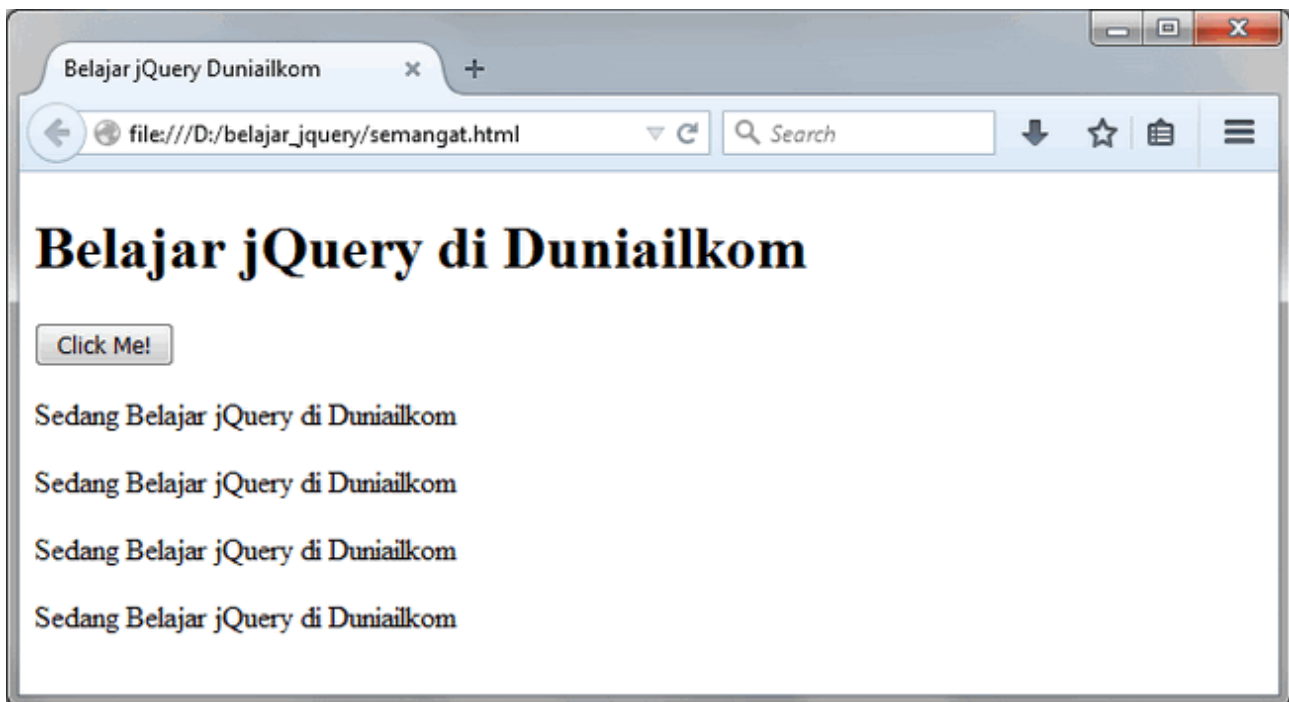 Belajar jQuery Duniailkom
file:///D:/belajar_jquery/semangat.html
Search
Belajar jQuery di Duniailkom
Click Me!
Sedang Belajar jQuery di Duniailkom
Sedang Belajar jQuery di Duniailkom
Sedang Belajar jQuery di Duniailkom
Sedang Belajar jQuery di Duniailkom